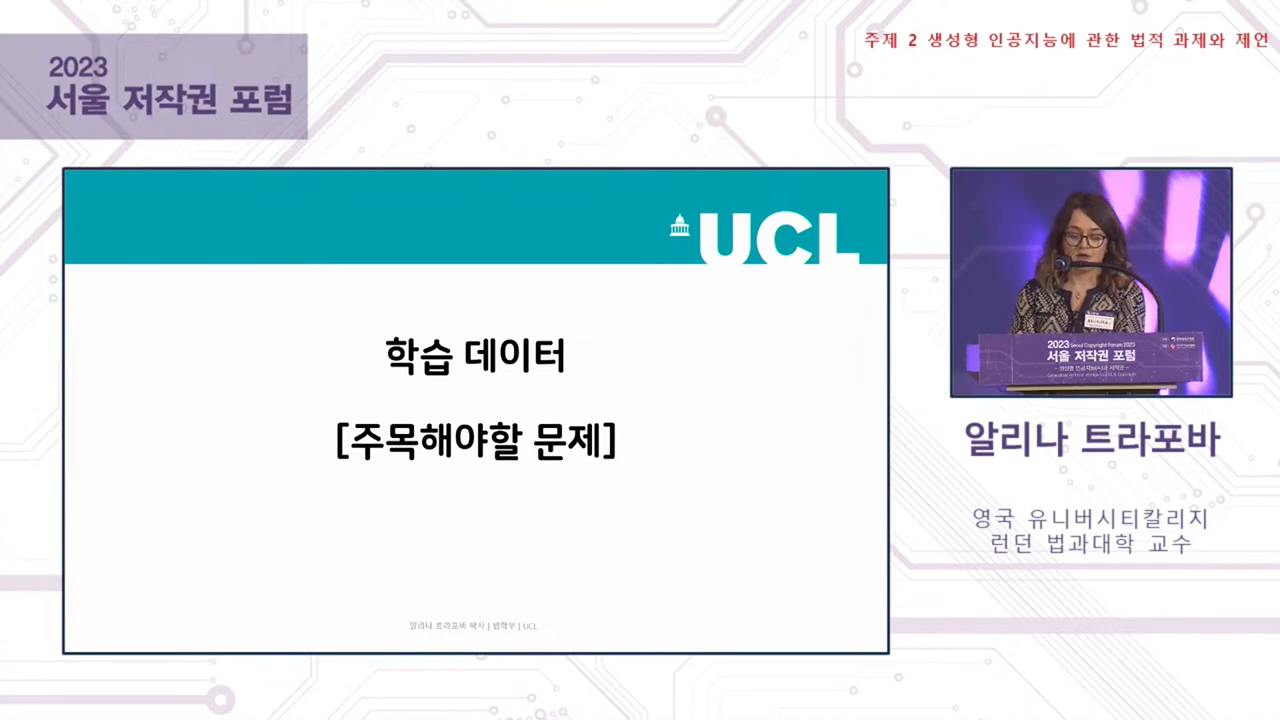 주제 2 생성형 인공지능에 관한 법적 과제와 제언
2023
서울 저작권 포럼
UCL
학습 데이터
[주목해야할 문제]
알리나 트라포바 박사 | 법학부 | UCL
2023 Seoul Copyright Forum 2023
서울 저작권 포럼
알리나 트라포바
영국 유니버시티칼리지
런던 법과대학 교수